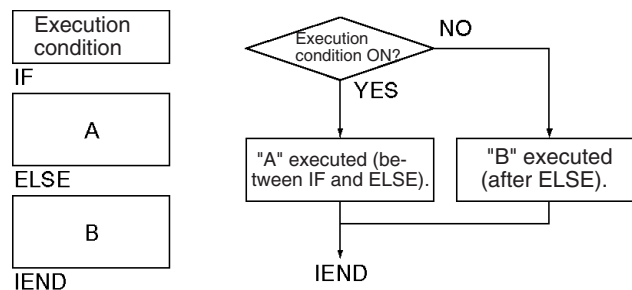 Execution
condition
IF
A
ELSE
B
IEND
Execution
condition ON?
NO
YES
"A" executed (be-
tween IF and ELSE).
"B" executed
(after ELSE).
IEND